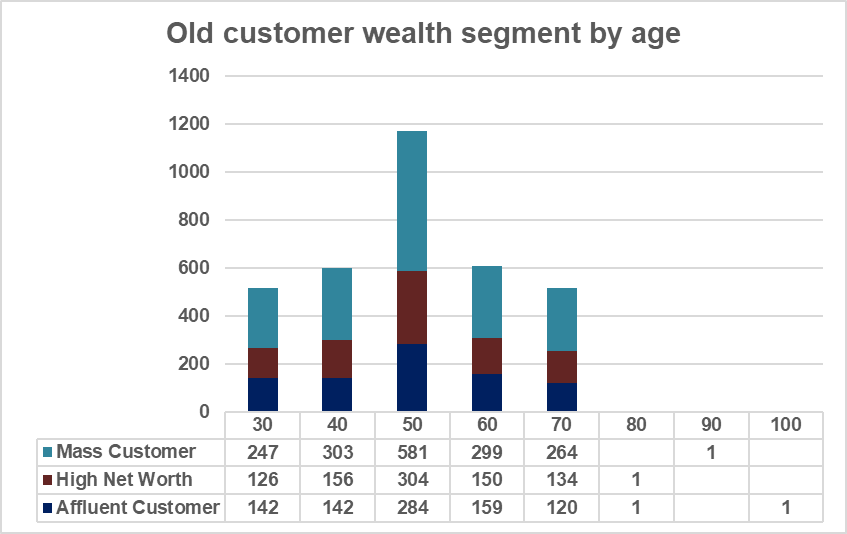 Old customer wealth segment by age
1400
1200
1000
800
600
400
200
0
30 40 50 60 70 80 90 100
Mass Customer 247 303 581 299 264 1
High Net Worth 126 156 304 150 134 1
Affluent Customer 142 142 284 159 120 1 1